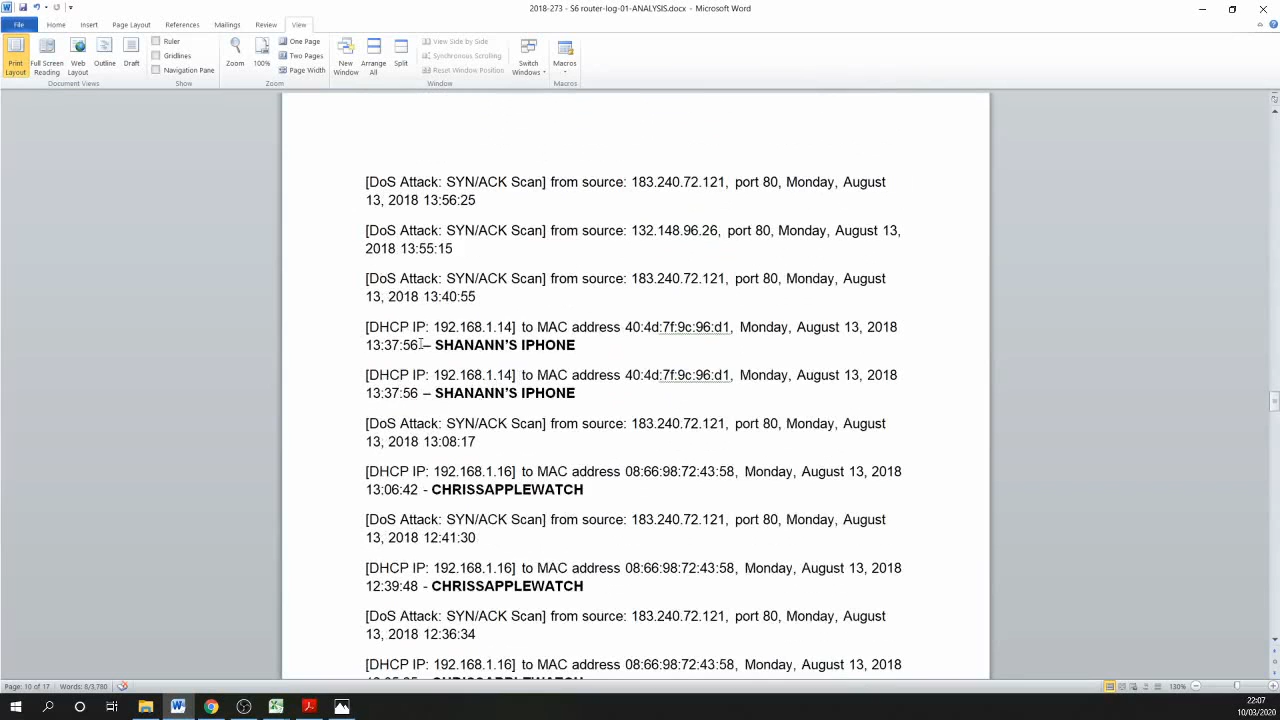 2018-273 - S6 router-log-01-ANALYSIS.docx - Microsoft Word
File Home Insert Page Layout References Mailings Review View
Print Layout
Full Screen Reading
Web Layout
Outline
Draft
Ruler
Gridlines
Navigation Pane
Zoom
100%
One Page
Two Pages
Page Width
New Window
Arrange All
Split
View Side by Side
Synchronous Scrolling
Reset Window Position
Switch Windows
Macros
Document Views Show Zoom Window Macros
[DoS Attack: SYN/ACK Scan] from source: 183.240.72.121, port 80, Monday, August
13, 2018 13:56:25
[DoS Attack: SYN/ACK Scan] from source: 132.148.96.26, port 80, Monday, August 13,
2018 13:55:15
[DoS Attack: SYN/ACK Scan] from source: 183.240.72.121, port 80, Monday, August
13, 2018 13:40:55
[DHCP IP: 192.168.1.14] to MAC address 40:4d:7f:9c:96:d1, Monday, August 13, 2018
13:37:56 – SHANANN’S IPHONE
[DHCP IP: 192.168.1.14] to MAC address 40:4d:7f:9c:96:d1, Monday, August 13, 2018
13:37:56 – SHANANN’S IPHONE
[DoS Attack: SYN/ACK Scan] from source: 183.240.72.121, port 80, Monday, August
13, 2018 13:08:17
[DHCP IP: 192.168.1.16] to MAC address 08:66:98:72:43:58, Monday, August 13, 2018
13:06:42 - CHRISSAPPLEWATCH
[DoS Attack: SYN/ACK Scan] from source: 183.240.72.121, port 80, Monday, August
13, 2018 12:41:30
[DHCP IP: 192.168.1.16] to MAC address 08:66:98:72:43:58, Monday, August 13, 2018
12:39:48 - CHRISSAPPLEWATCH
[DoS Attack: SYN/ACK Scan] from source: 183.240.72.121, port 80, Monday, August
13, 2018 12:36:34
[DHCP IP: 192.168.1.16] to MAC address 08:66:98:72:43:58, Monday, August 13, 2018
Page: 10 of 17 Words: 8/3,780 130%
22:07
10/03/2020